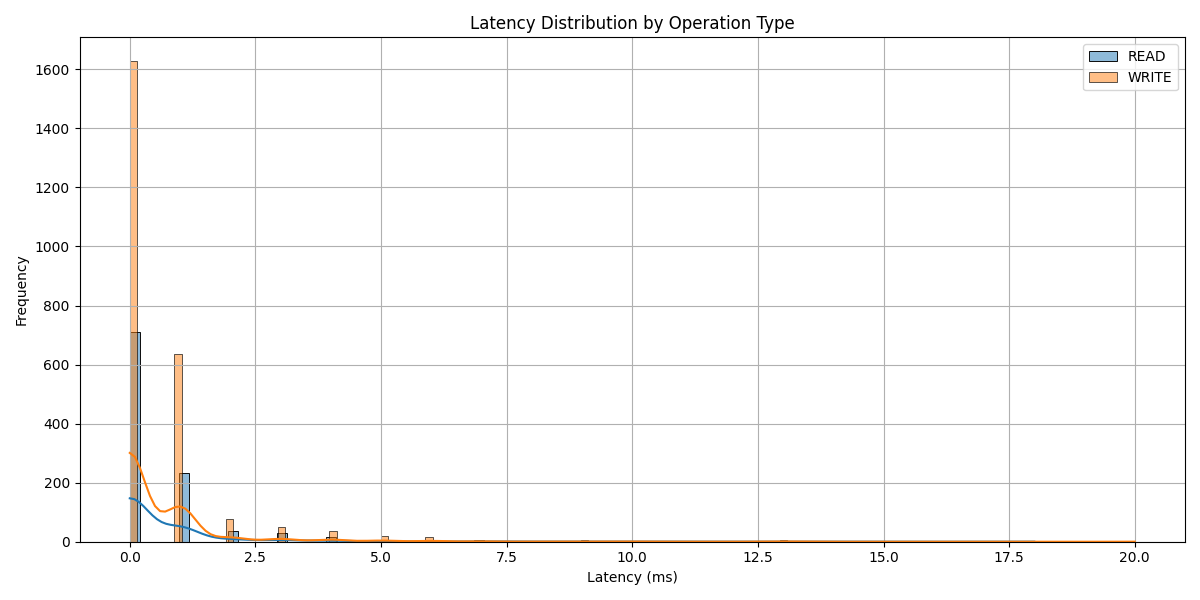 Latency Distribution by Operation Type
READ
WRITE
Frequency
1600
1400
1200
1000
800
600
400
200
0
0.0 2.5 5.0 7.5 10.0 12.5 15.0 17.5 20.0
Latency (ms)